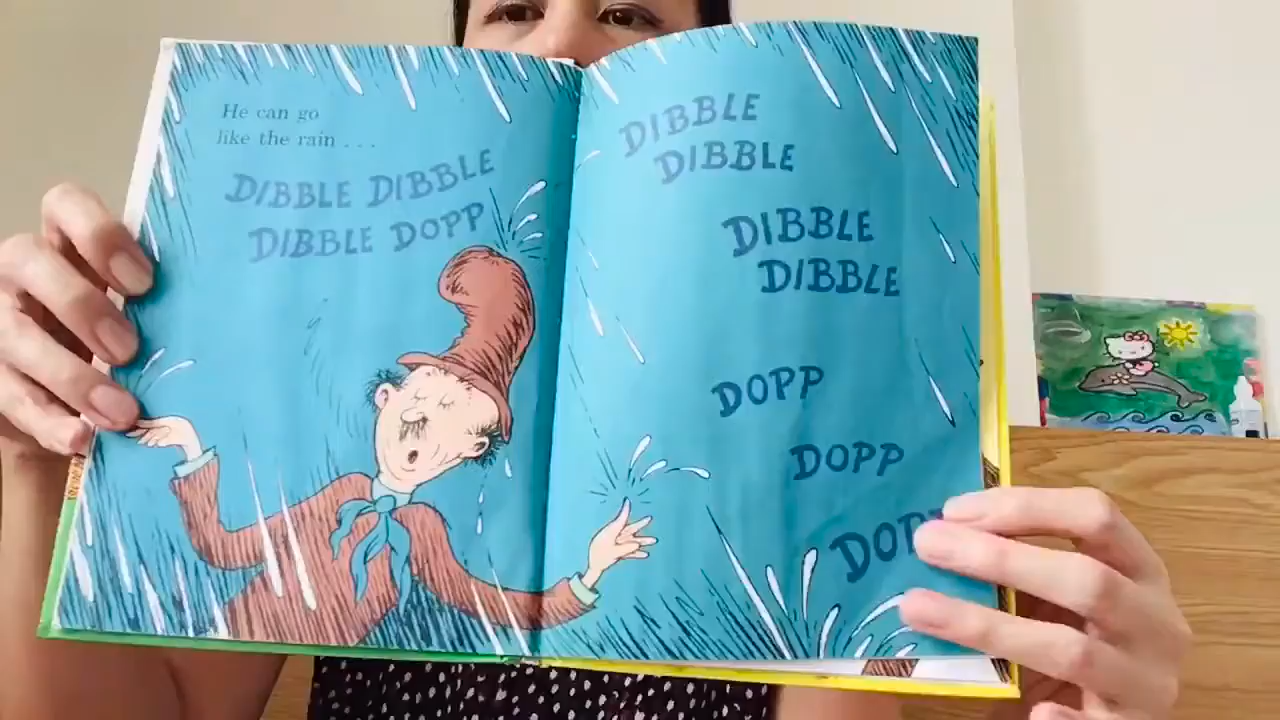 He can go
like the rain . . .
DIBBLE DIBBLE
DIBBLE DOPP
DIBBLE
DIBBLE
DIBBLE
DIBBLE
DOPP
DOPP